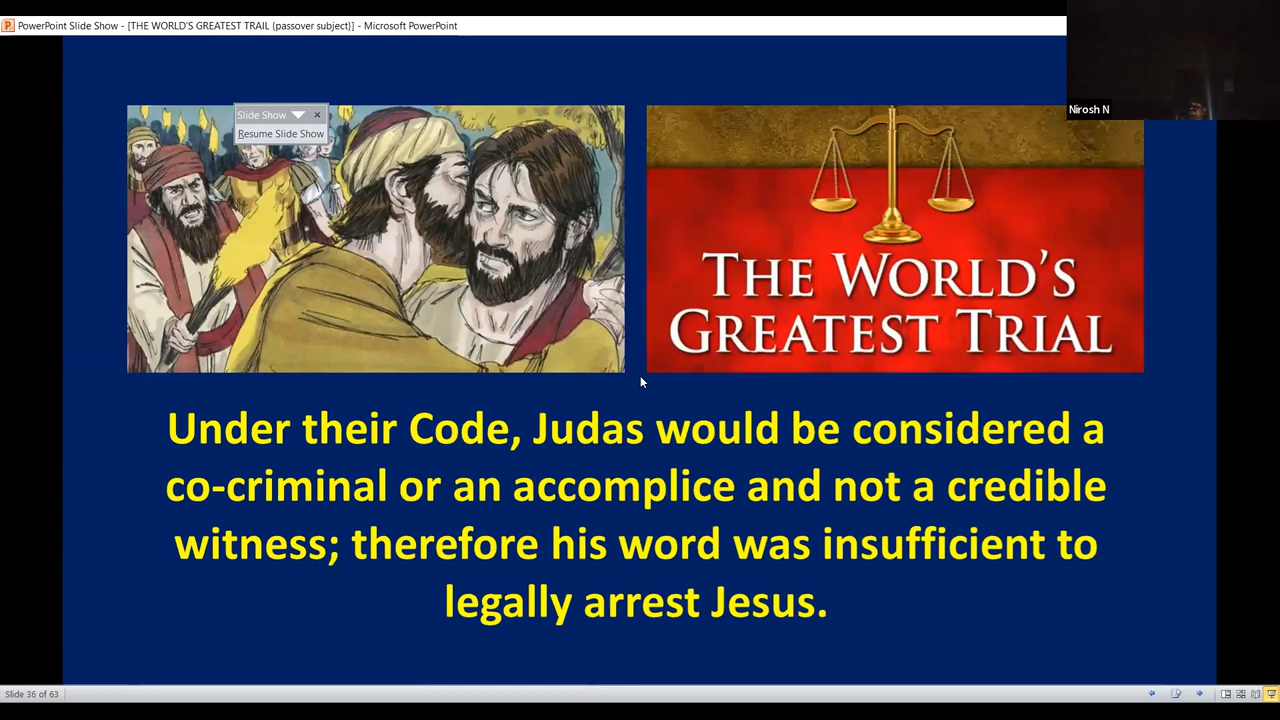 PowerPoint Slide Show - [THE WORLD'S GREATEST TRAIL (passover subject}] - Microsoft PowerPoint
Nirosh N
Slide Show
Resume Slide Show
THE WORLD'S
GREATEST TRIAL
Under their Code, Judas would be considered a
co-criminal or an accomplice and not a credible
witness; therefore his word was insufficient to
legally arrest Jesus.
Slide 36 of 63